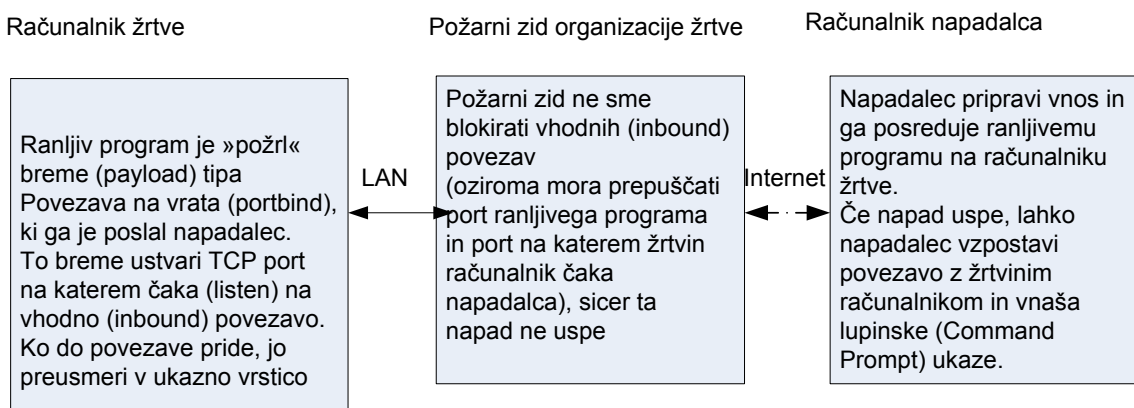 Računalnik žrtve
Požarni zid organizacije žrtve
Računalnik napadalca
Ranljiv program je »požrl«
breme (payload) tipa
Povezava na vrata (portbind),
ki ga je poslal napadalec.
To breme ustvari TCP port
na katerem čaka (listen) na
vhodno (inbound) povezavo.
Ko do povezave pride, jo
preusmeri v ukazno vrstico
LAN
Požarni zid ne sme
blokirati vhodnih (inbound)
povezav
(oziroma mora prepuščati
port ranljivega programa
in port na katerem žrtvin
računalnik čaka
napadalca), sicer ta
napad ne uspe
Internet
Napadalec pripravi vnos in
ga posreduje ranljivemu
programu na računalniku
žrtve.
Če napad uspe, lahko
napadalec vzpostavi
povezavo z žrtvinim
računalnikom in vnaša
lupinske (Command
Prompt) ukaze.